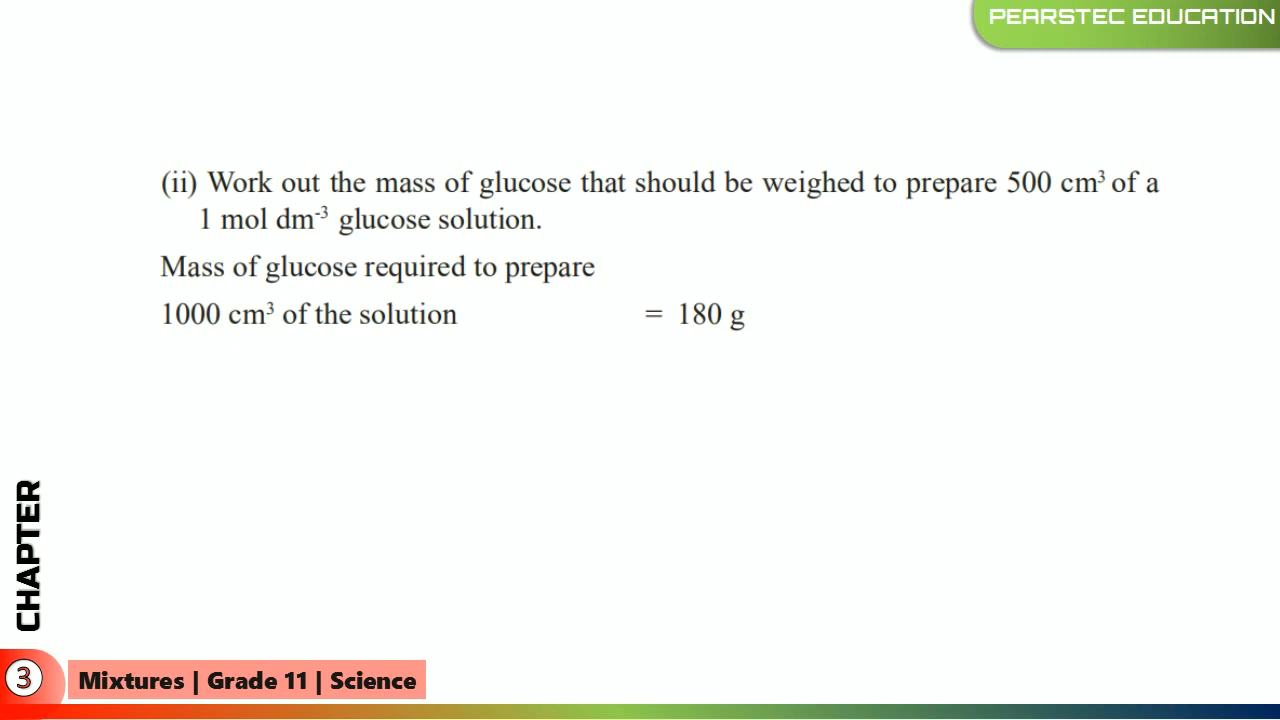 PEARSTEC EDUCATION
(ii) Work out the mass of glucose that should be weighed to prepare 500 cm³ of a
1 mol dm⁻³ glucose solution.
Mass of glucose required to prepare
1000 cm³ of the solution = 180 g
CHAPTER
3
Mixtures | Grade 11 | Science